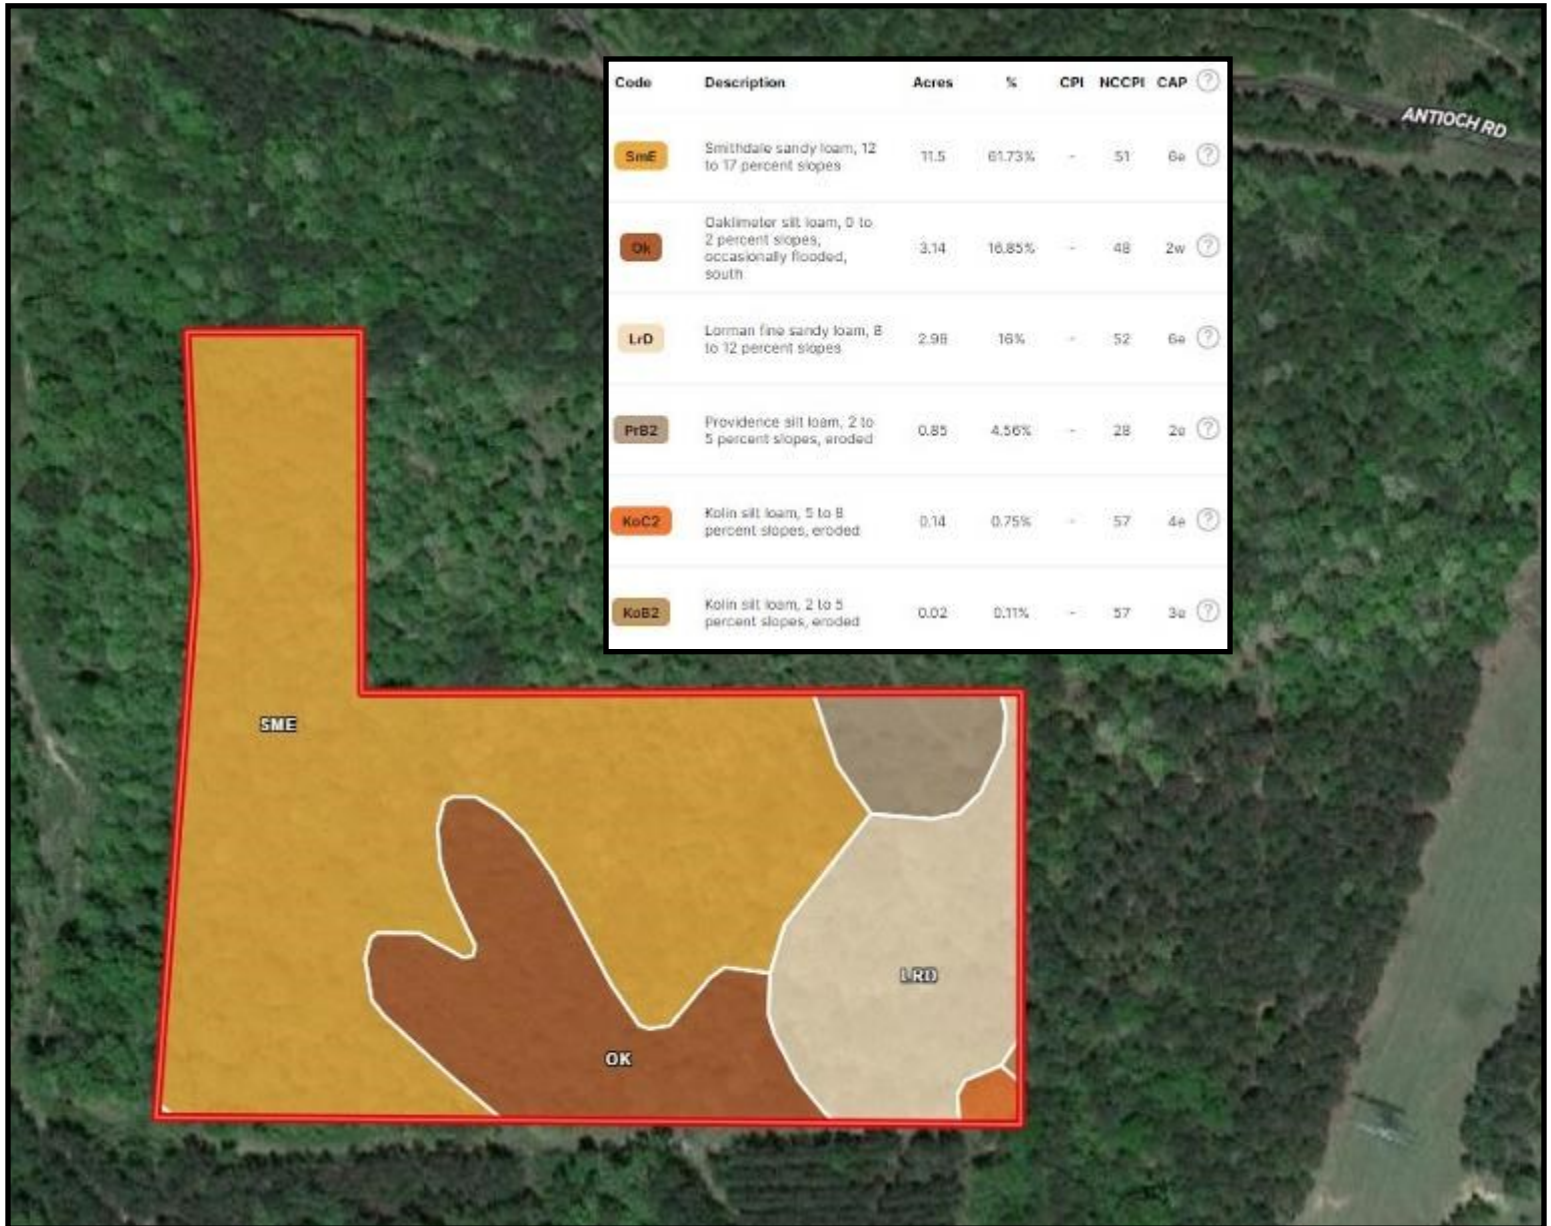 Code Description Acres % CPI NCCPI CAP ?
ANTIOCH RD
SmE Smithdale sandy loam, 12 11.5 61.73% - 51 6e ?
to 17 percent slopes
Oaklimeter silt loam, 0 to
Ok 2 percent slopes, 3.14 16.85% - 48 2w ?
occasionally flooded,
south
LrD Lorman fine sandy loam, 8 2.98 16% - 52 6e ?
to 12 percent slopes
PrB2 Providence silt loam, 2 to 0.85 4.56% - 28 2e ?
5 percent slopes, eroded
KoC2 Kolin silt loam, 5 to 8 0.14 0.75% - 57 4e ?
percent slopes, eroded
KoB2 Kolin silt loam, 2 to 5 0.02 0.11% - 57 3e ?
percent slopes, eroded
SME
LRD
OK